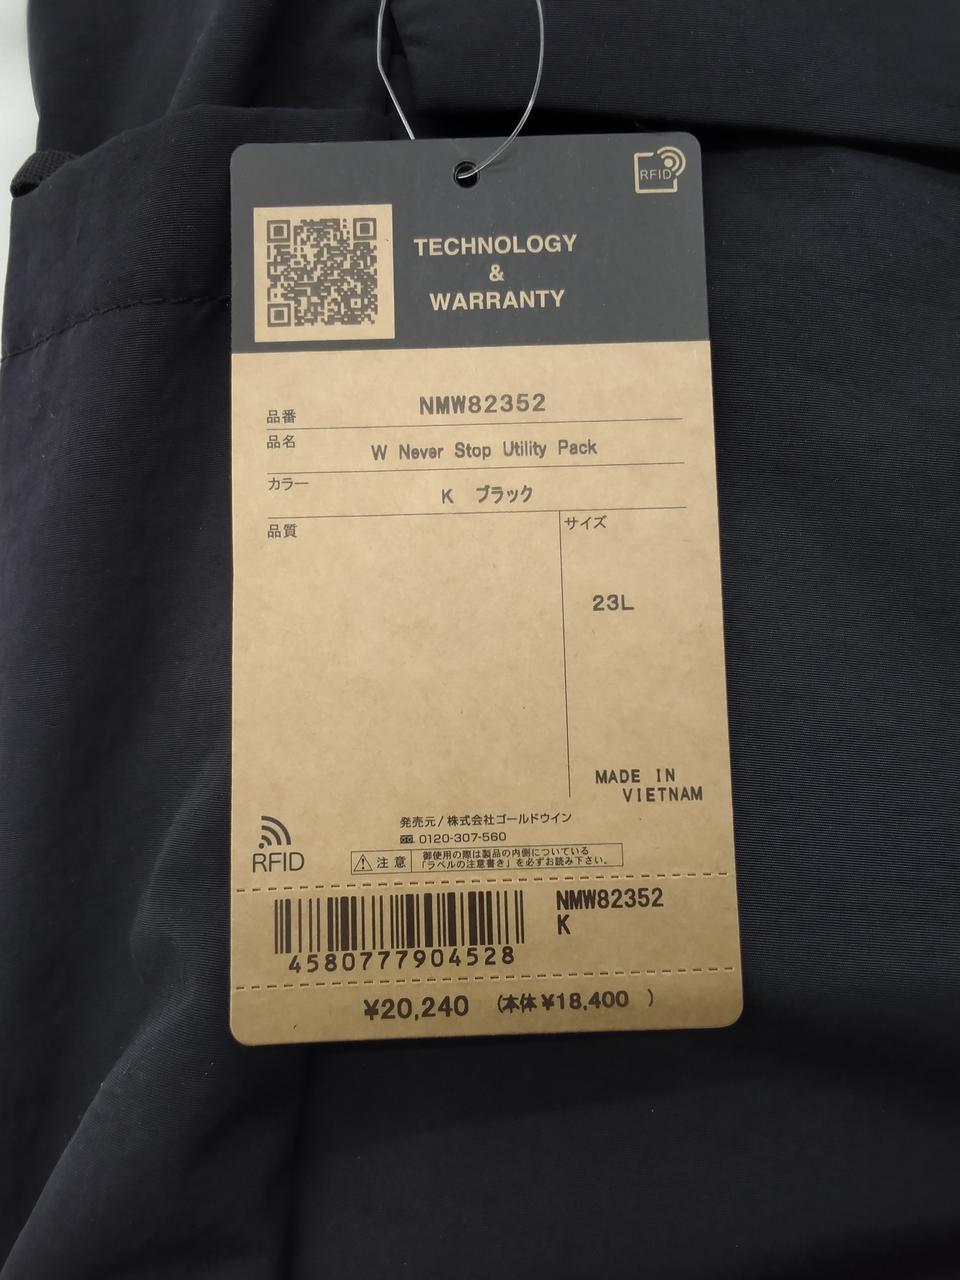 RFID
TECHNOLOGY
&
WARRANTY
品番 NMW82352
品名 W Never Stop Utility Pack
カラー K ブラック
品質
サイズ
23L
MADE IN
VIETNAM
発売元/株式会社ゴールドウイン
0120-307-560
RFID
注意
御使用の際は製品の内側についている
「ラベルの注意書き」を必ずお読み下さい。
NMW82352
K
4580777904528
¥20,240 (本体¥18,400 )